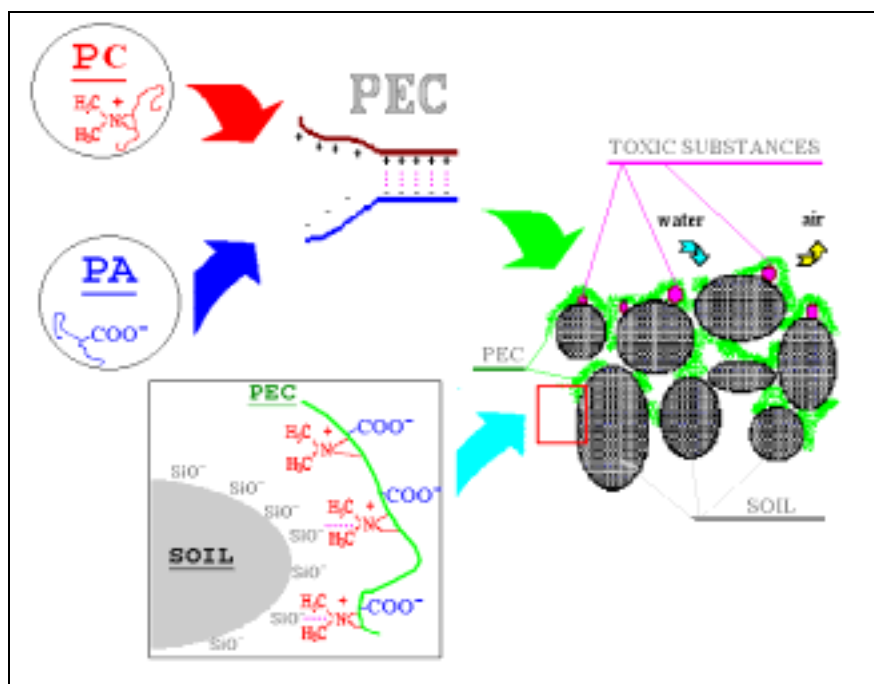 PC
H₃C +
N
H₃C
PEC
+ + + + + + + + +
- - - - - - - - -
PA
COO⁻
TOXIC SUBSTANCES
water
air
PEC
SOIL
PEC
COO⁻
H₃C +
N
H₃C
COO⁻
H₃C +
N
H₃C
COO⁻
H₃C +
N
H₃C
SiO⁻
SiO⁻
SiO⁻
SiO⁻
SiO⁻
SiO⁻
SiO⁻
SOIL